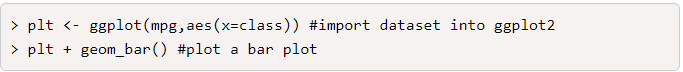 > plt <- ggplot(mpg,aes(x=class)) #import dataset into ggplot2
> plt + geom_bar() #plot a bar plot